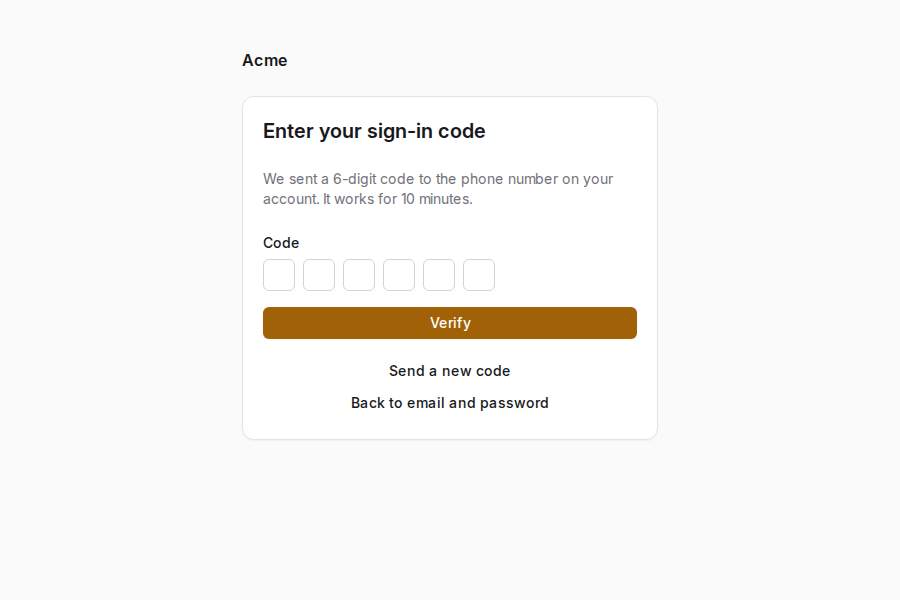 Acme
Enter your sign-in code
We sent a 6-digit code to the phone number on your
account. It works for 10 minutes.
Code
Verify
Send a new code
Back to email and password